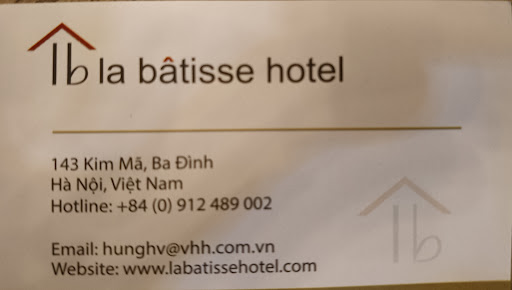 lb la bâtisse hotel
143 Kim Mã, Ba Đình
Hà Nội, Việt Nam
Hotline: +84 (0) 912 489 002
Email: hunghv@vhh.com.vn
Website: www.labatissehotel.com
lb